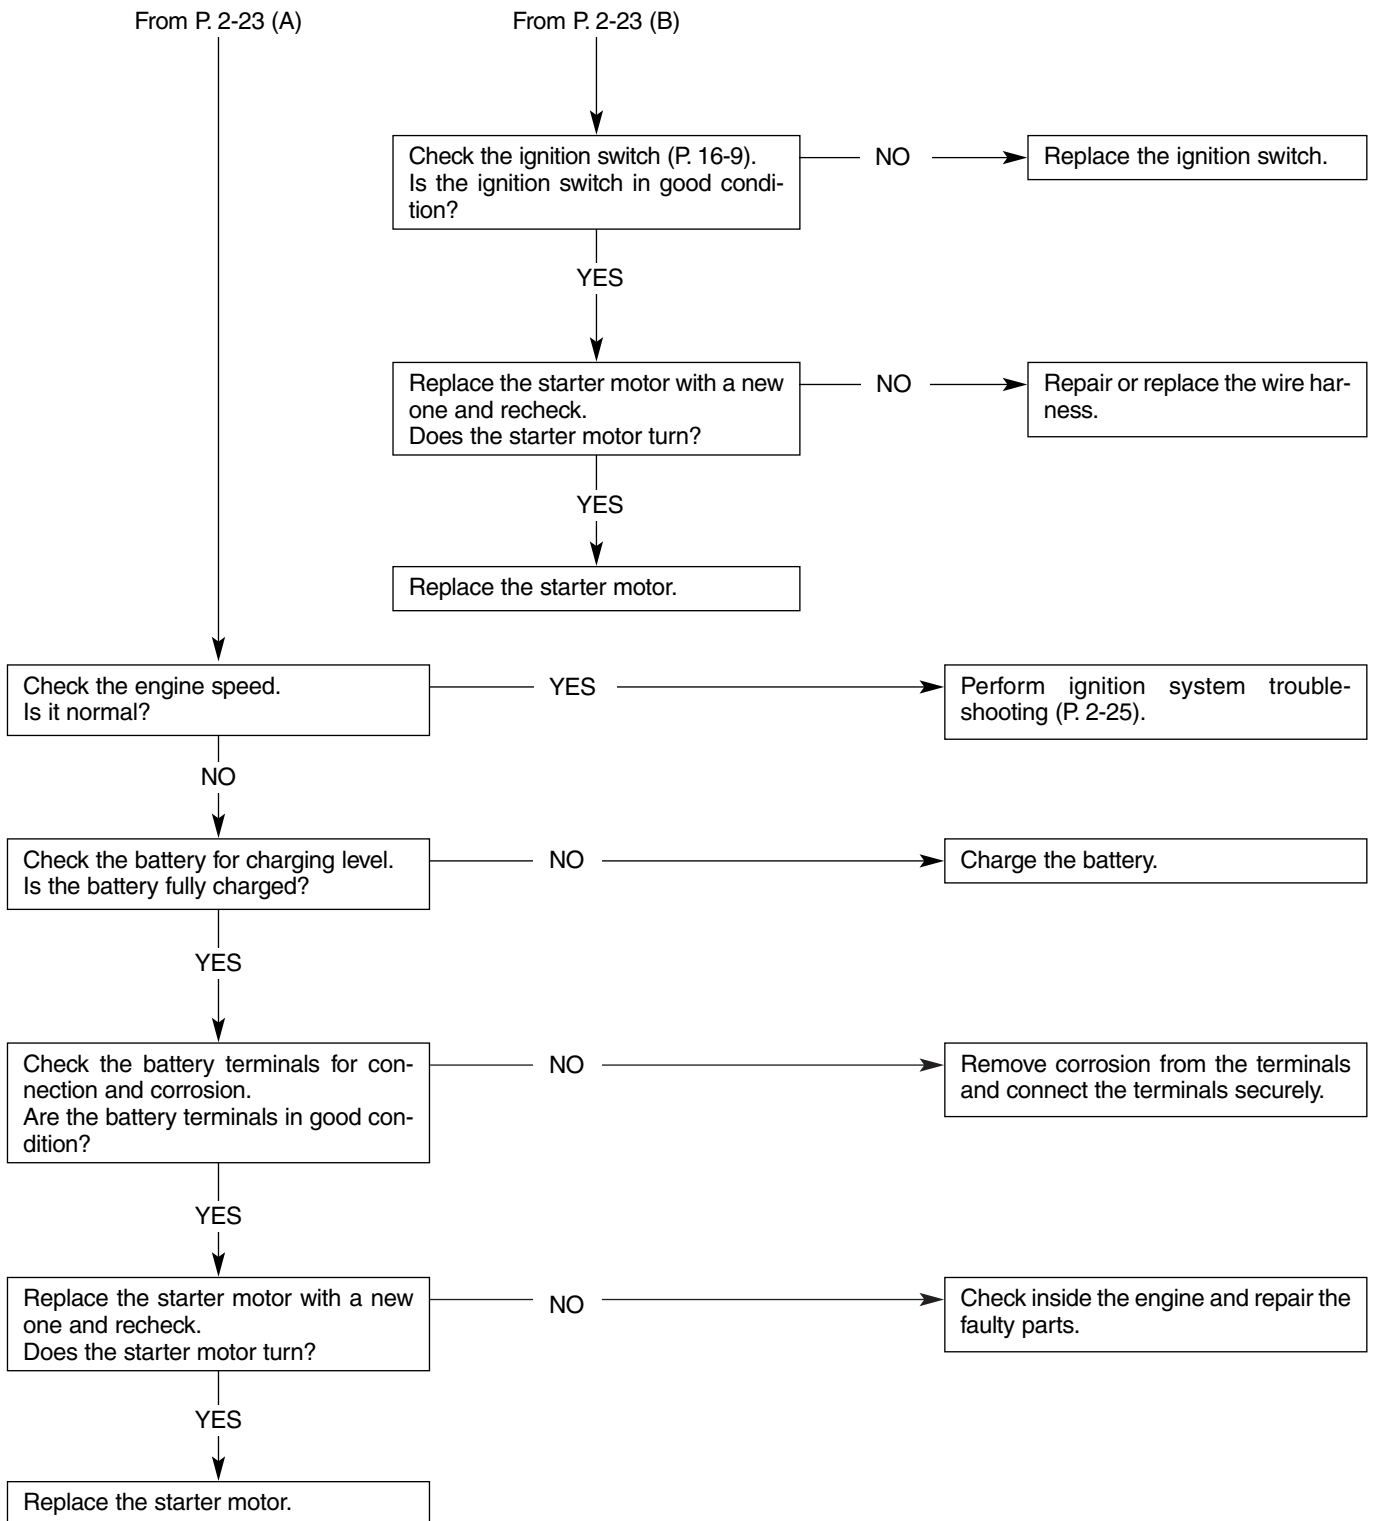 From P. 2-23 (A)
From P. 2-23 (B)
Check the ignition switch (P. 16-9).
Is the ignition switch in good condi-
tion?
NO
Replace the ignition switch.
YES
Replace the starter motor with a new
one and recheck.
Does the starter motor turn?
NO
Repair or replace the wire har-
ness.
YES
Replace the starter motor.
Check the engine speed.
Is it normal?
YES
Perform ignition system trouble-
shooting (P. 2-25).
NO
Check the battery for charging level.
Is the battery fully charged?
NO
Charge the battery.
YES
Check the battery terminals for con-
nection and corrosion.
Are the battery terminals in good con-
dition?
NO
Remove corrosion from the terminals
and connect the terminals securely.
YES
Replace the starter motor with a new
one and recheck.
Does the starter motor turn?
NO
Check inside the engine and repair the
faulty parts.
YES
Replace the starter motor.